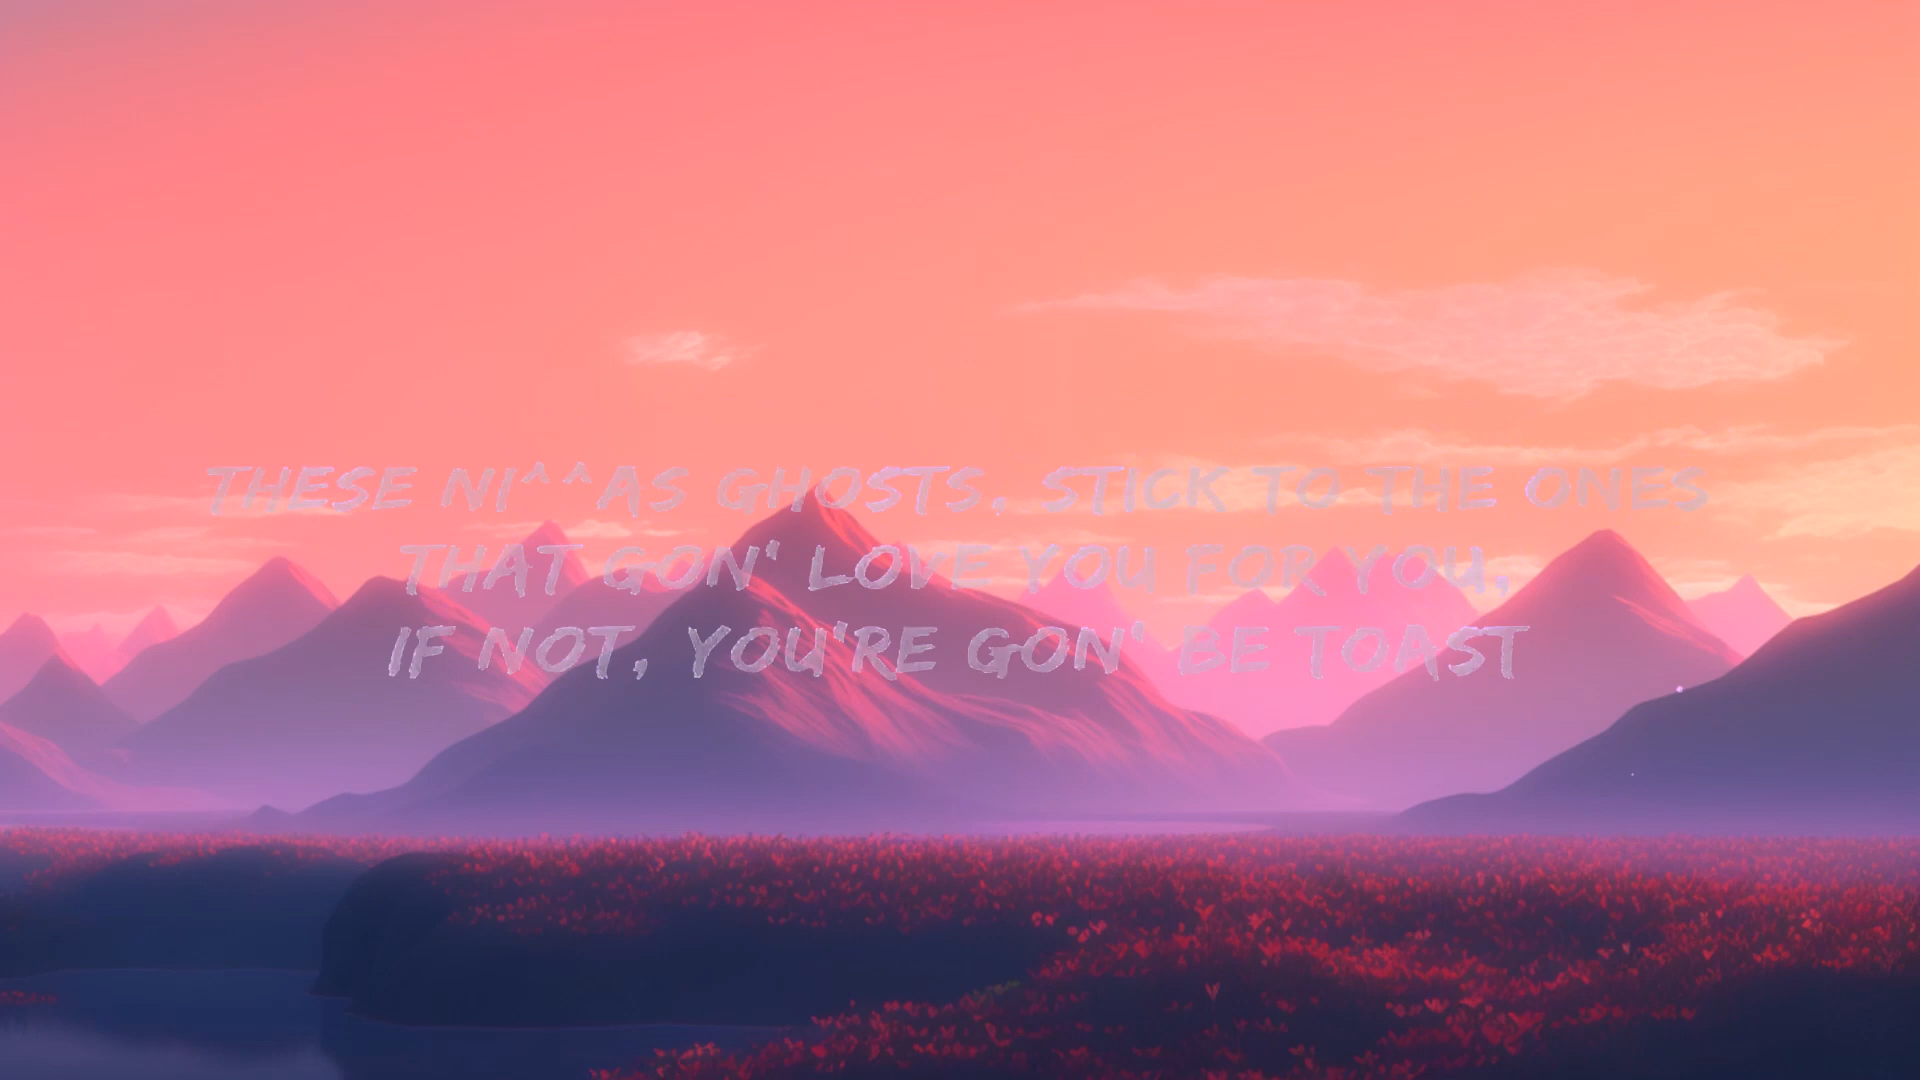 THESE NI^^AS GHOSTS. STICK TO THE ONES
THAT GON' LOVE YOU FOR YOU,
IF NOT, YOU'RE GON' BE TOAST